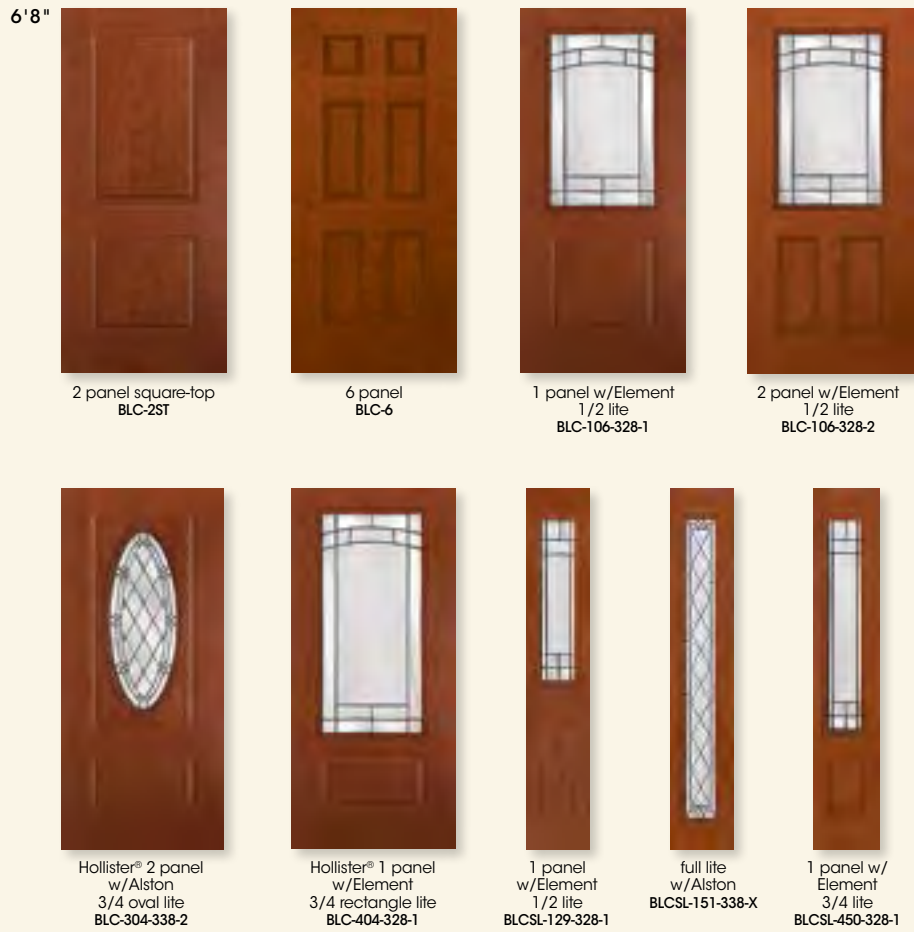 6'8"
2 panel square-top
BLC-2ST
6 panel
BLC-6
1 panel w/Element
1/2 lite
BLC-106-328-1
2 panel w/Element
1/2 lite
BLC-106-328-2
Hollister® 2 panel
w/Alston
3/4 oval lite
BLC-304-338-2
Hollister® 1 panel
w/Element
3/4 rectangle lite
BLC-404-328-1
1 panel
w/Element
1/2 lite
BLCSL-129-328-1
full lite
w/Alston
BLCSL-151-338-X
1 panel w/
Element
3/4 lite
BLCSL-450-328-1